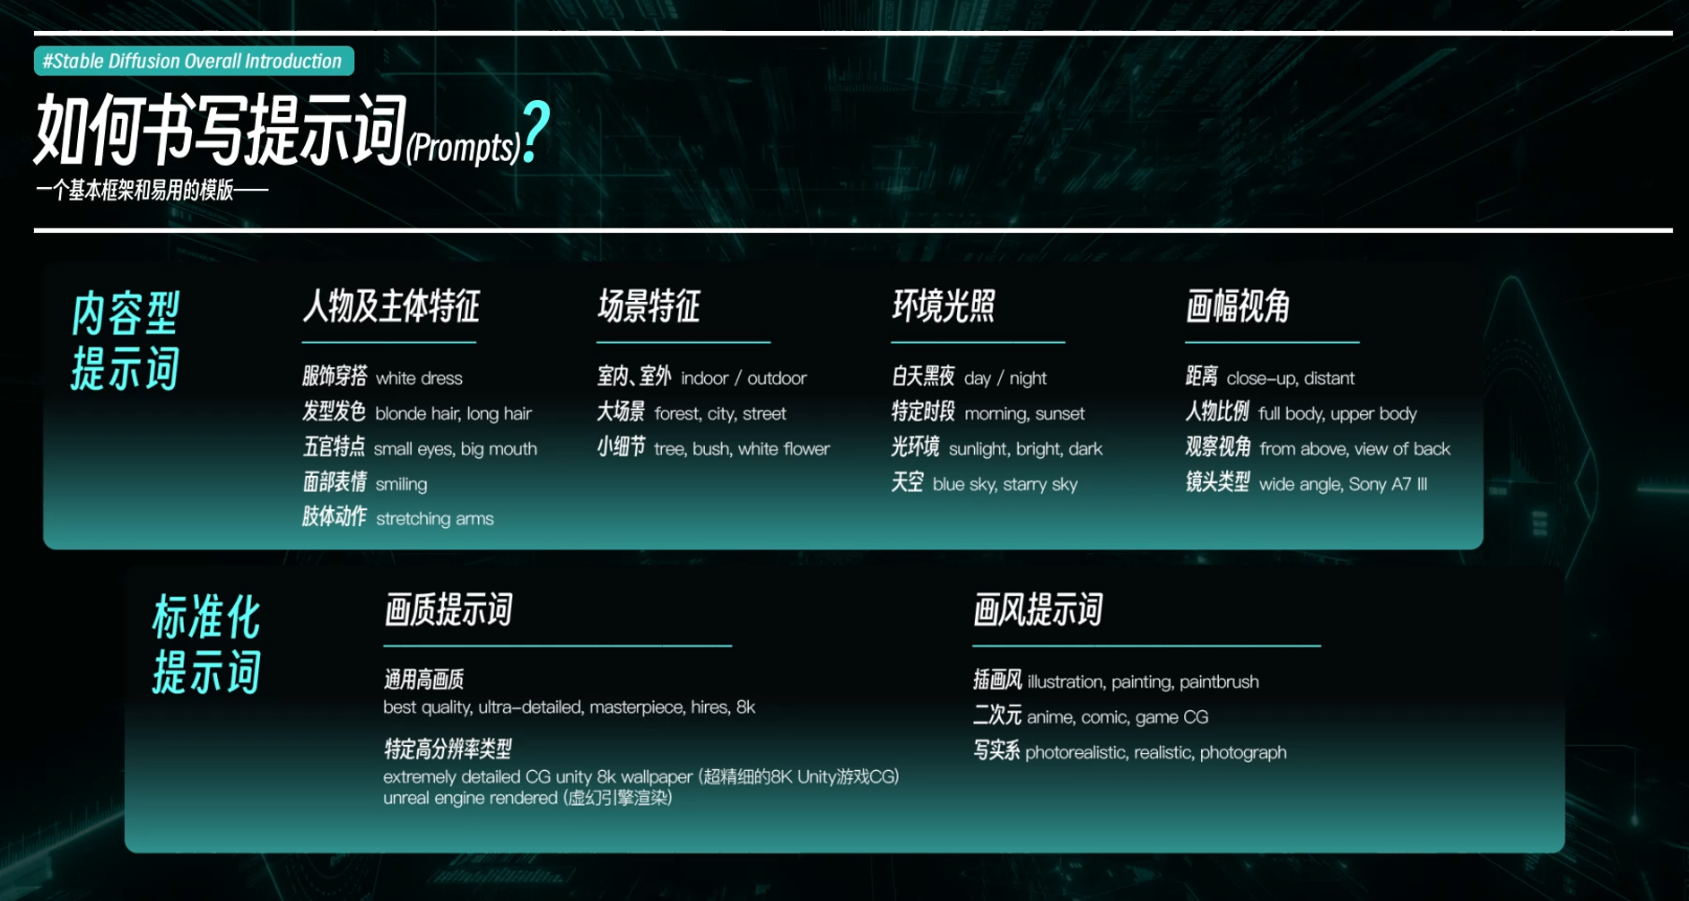 #Stable Diffusion Overall Introduction
如何书写提示词(Prompts)?
一个基本框架和易用的模版——
内容型
提示词
人物及主体特征
服饰穿搭 white dress
发型发色 blonde hair, long hair
五官特点 small eyes, big mouth
面部表情 smiling
肢体动作 stretching arms
场景特征
室内、室外 indoor / outdoor
大场景 forest, city, street
小细节 tree, bush, white flower
环境光照
白天黑夜 day / night
特定时段 morning, sunset
光环境 sunlight, bright, dark
天空 blue sky, starry sky
画幅视角
距离 close-up, distant
人物比例 full body, upper body
观察视角 from above, view of back
镜头类型 wide angle, Sony A7 III
标准化
提示词
画质提示词
通用高画质
best quality, ultra-detailed, masterpiece, hires, 8k
特定高分辨率类型
extremely detailed CG unity 8k wallpaper (超精细的8K Unity游戏CG)
unreal engine rendered (虚幻引擎渲染)
画风提示词
插画风 illustration, painting, paintbrush
二次元 anime, comic, game CG
写实系 photorealistic, realistic, photograph